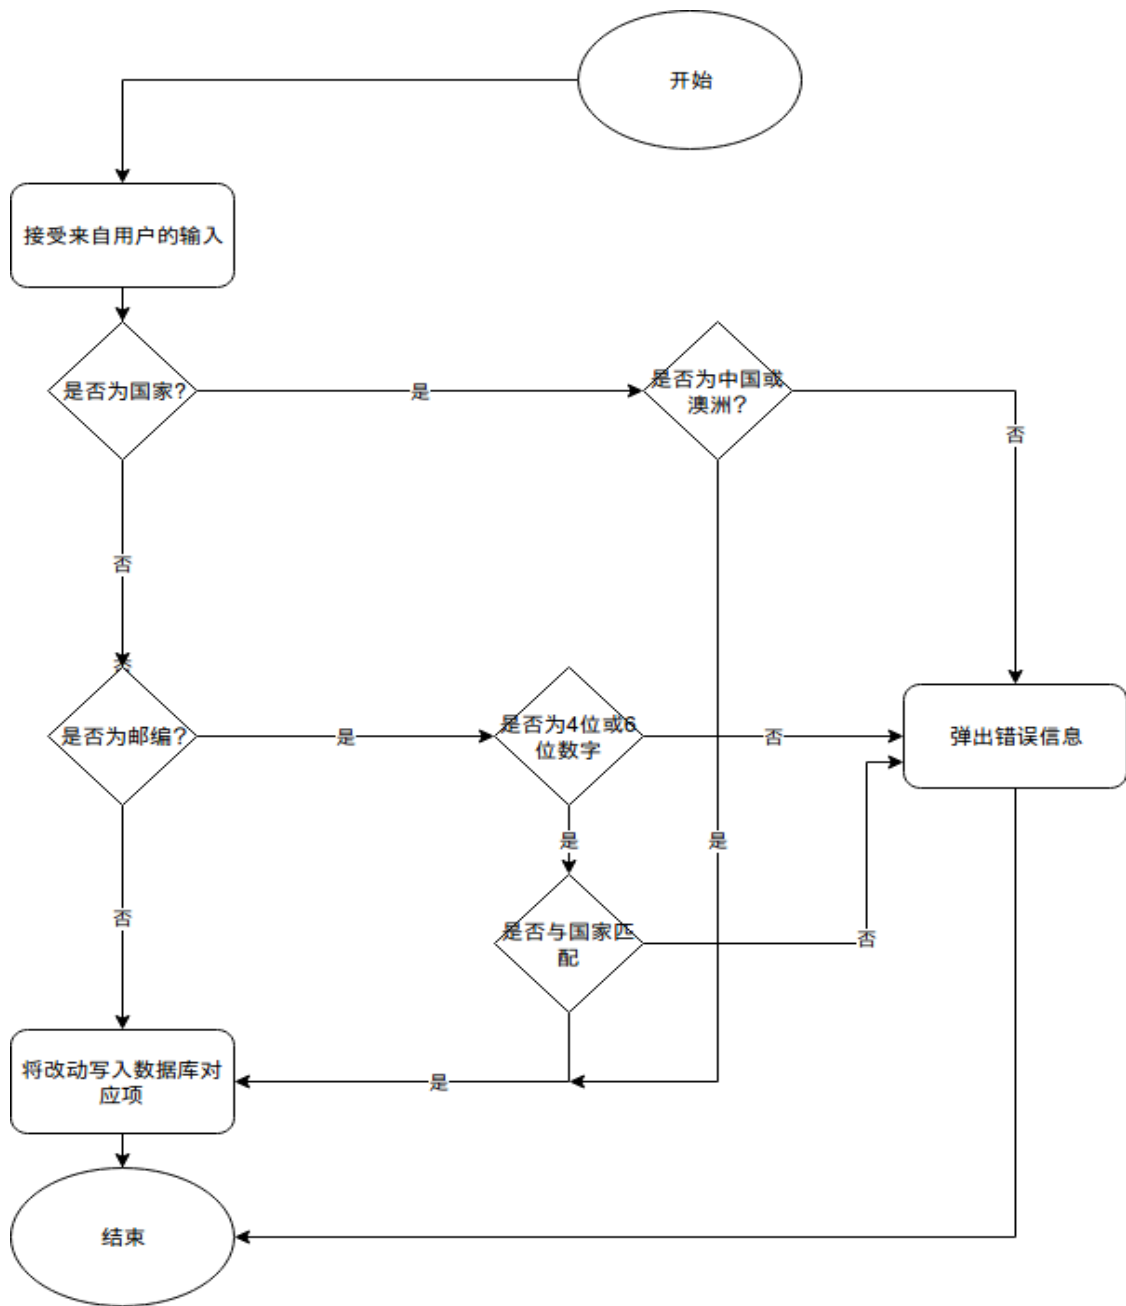 开始
接受来自用户的输入
是否为国家？
是
是否为中国或
澳洲？
否
否
是否为邮编？
是
是否为4位或6
位数字
否
弹出错误信息
是
是
否
是否与国家匹
配
否
将改动写入数据库对
应项
是
结束